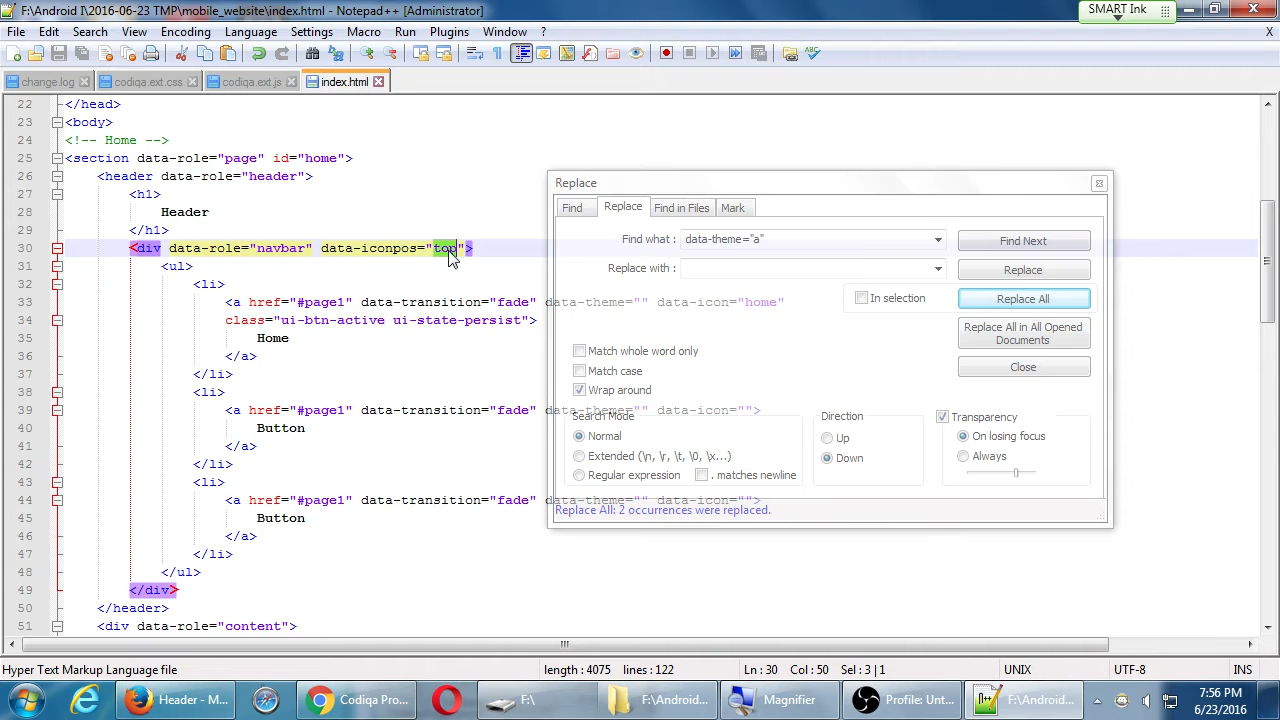 F:\Android I\2016-06-23 TMP\mobile_website\index.html - Notepad++ [Administrator]
SMART Ink
File Edit Search View Encoding Language Settings Macro Run Plugins Window ? X
change.log codiqa.ext.css codiqa.ext.js index.html
22 </head>
23 <body>
24 <!-- Home -->
25 <section data-role="page" id="home">
26 <header data-role="header">
27 <h1>
28 Header
29 </h1>
30 <div data-role="navbar" data-iconpos="top">
31 <ul>
32 <li>
33 <a href="#page1" data-transition="fade" data-theme="" data-icon="home"
34 class="ui-btn-active ui-state-persist">
35 Home
36 </a>
37 </li>
38 <li>
39 <a href="#page1" data-transition="fade" data-theme="" data-icon="">
40 Button
41 </a>
42 </li>
43 <li>
44 <a href="#page1" data-transition="fade" data-theme="" data-icon="">
45 Button
46 </a>
47 </li>
48 </ul>
49 </div>
50 </header>
51 <div data-role="content">
Replace
Find Replace Find in Files Mark
Find what: data-theme="a" Find Next
Replace with: Replace
In selection Replace All
Replace All in All Opened Documents
Match whole word only
Match case Close
Wrap around
Search Mode Direction Transparency
Normal Up On losing focus
Extended (\n, \r, \t, \0, \x...) Down Always
Regular expression . matches newline
Replace All: 2 occurrences were replaced.
Hyper Text Markup Language file length : 4075 lines : 122 Ln : 30 Col : 50 Sel : 3 | 1 UNIX UTF-8 INS
Header - M... Codiqa Pro... F:\ F:\Android... Magnifier Profile: Unt... F:\Android... 7:56 PM
6/23/2016